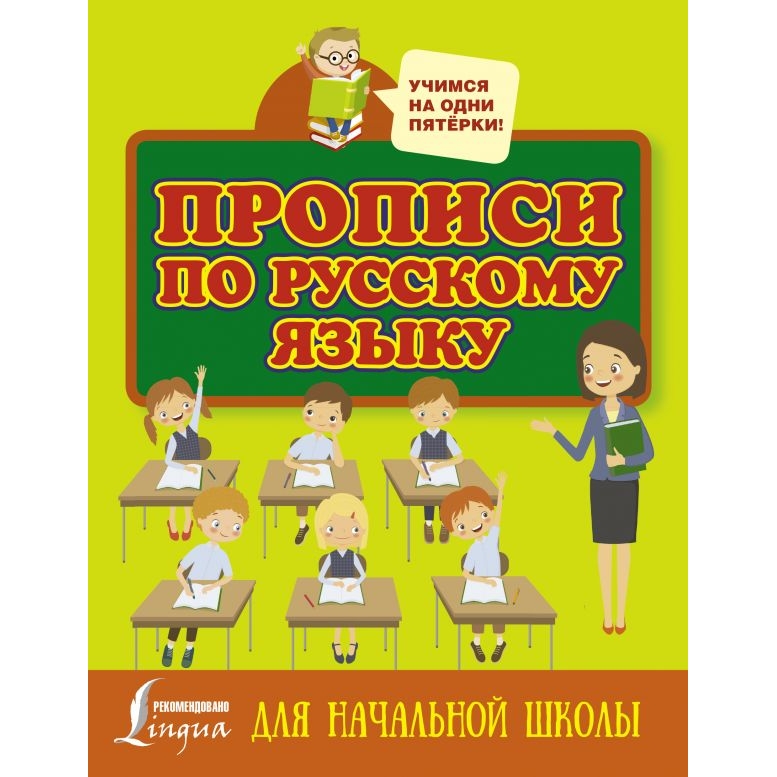 УЧИМСЯ
НА ОДНИ
ПЯТЁРКИ!
ПРОПИСИ
ПО РУССКОМУ
ЯЗЫКУ
РЕКОМЕНДОВАНО
Lingua
ДЛЯ НАЧАЛЬНОЙ ШКОЛЫ